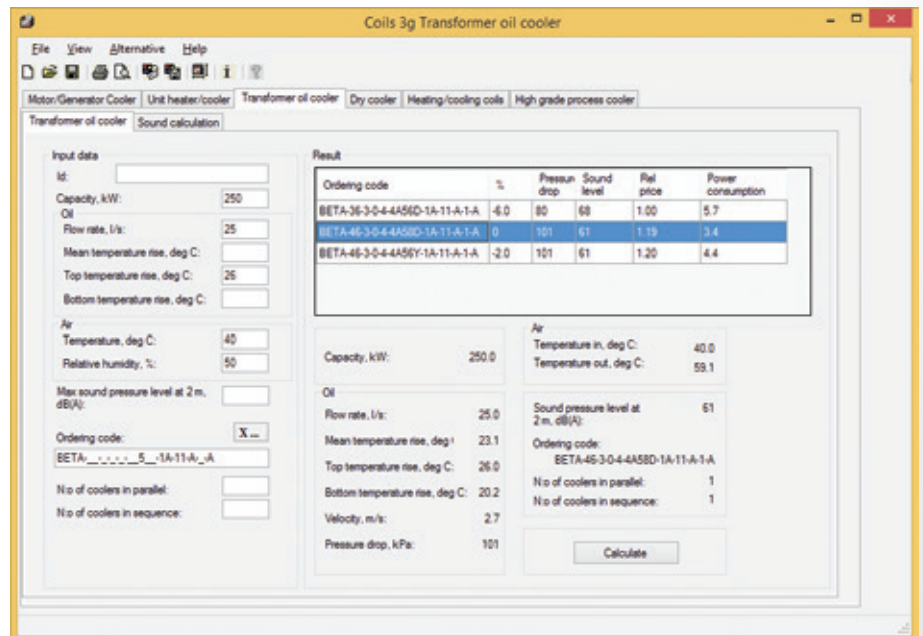 Coils 3g Transformer oil cooler
File View Alternative Help
Motor/Generator Cooler Unit heater/cooler Transformer oil cooler Dry cooler Heating/cooling coils High grade process cooler
Transformer oil cooler Sound calculation
Input data
Id:
Capacity, kW: 250
Oil
Flow rate, l/s: 25
Mean temperature rise, deg C:
Top temperature rise, deg C: 26
Bottom temperature rise, deg C:
Air
Temperature, deg C: 40
Relative humidity, %: 50
Max sound pressure level at 2 m,
dB(A):
Ordering code: X ...
BETA-__-_-_-_-__5__-1A-11-A-_-A
N:o of coolers in parallel:
N:o of coolers in sequence:
Result
Ordering code % Pressun drop Sound level Rel price Power consumption
BETA-36-3-0-4-4A56D-1A-11-A-1-A -6.0 80 68 1.00 5.7
BETA-46-3-0-4-4A58D-1A-11-A-1-A 0 101 61 1.19 3.4
BETA-46-3-0-4-4A56Y-1A-11-A-1-A -2.0 101 61 1.20 4.4
Capacity, kW: 250.0
Oil
Flow rate, l/s: 25.0
Mean temperature rise, deg 23.1
Top temperature rise, deg C: 26.0
Bottom temperature rise, deg C: 20.2
Velocity, m/s: 2.7
Pressure drop, kPa: 101
Air
Temperature in, deg C: 40.0
Temperature out, deg C: 59.1
Sound pressure level at 61
2 m, dB(A):
Ordering code:
BETA-46-3-0-4-4A58D-1A-11-A-1-A
N:o of coolers in parallel: 1
N:o of coolers in sequence: 1
Calculate